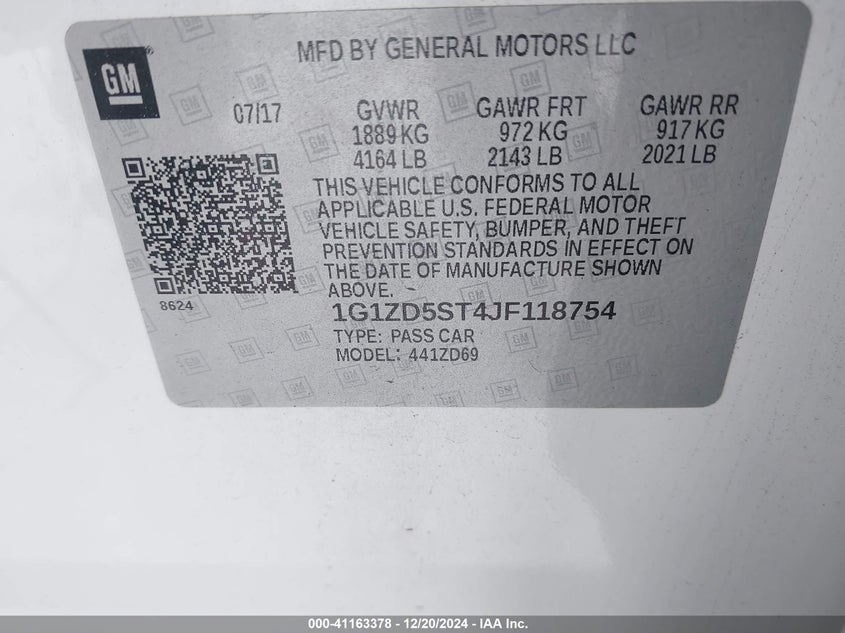 GM
MFD BY GENERAL MOTORS LLC
07/17 GVWR GAWR FRT GAWR RR
1889 KG 972 KG 917 KG
4164 LB 2143 LB 2021 LB
THIS VEHICLE CONFORMS TO ALL
APPLICABLE U.S. FEDERAL MOTOR
VEHICLE SAFETY, BUMPER, AND THEFT
PREVENTION STANDARDS IN EFFECT ON
THE DATE OF MANUFACTURE SHOWN
ABOVE.
8624
1G1ZD5ST4JF118754
TYPE: PASS CAR
MODEL: 441ZD69
000-41163378 - 12/20/2024 - IAA Inc.